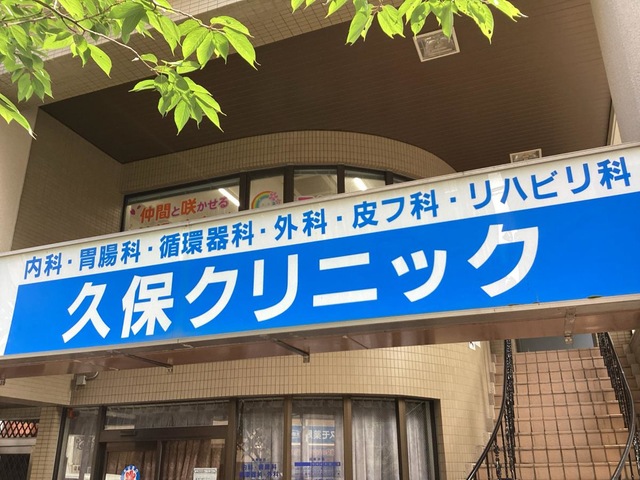 仲間と咲かせる
内科・胃腸科・循環器科・外科・皮フ科・リハビリ科
久保クリニック